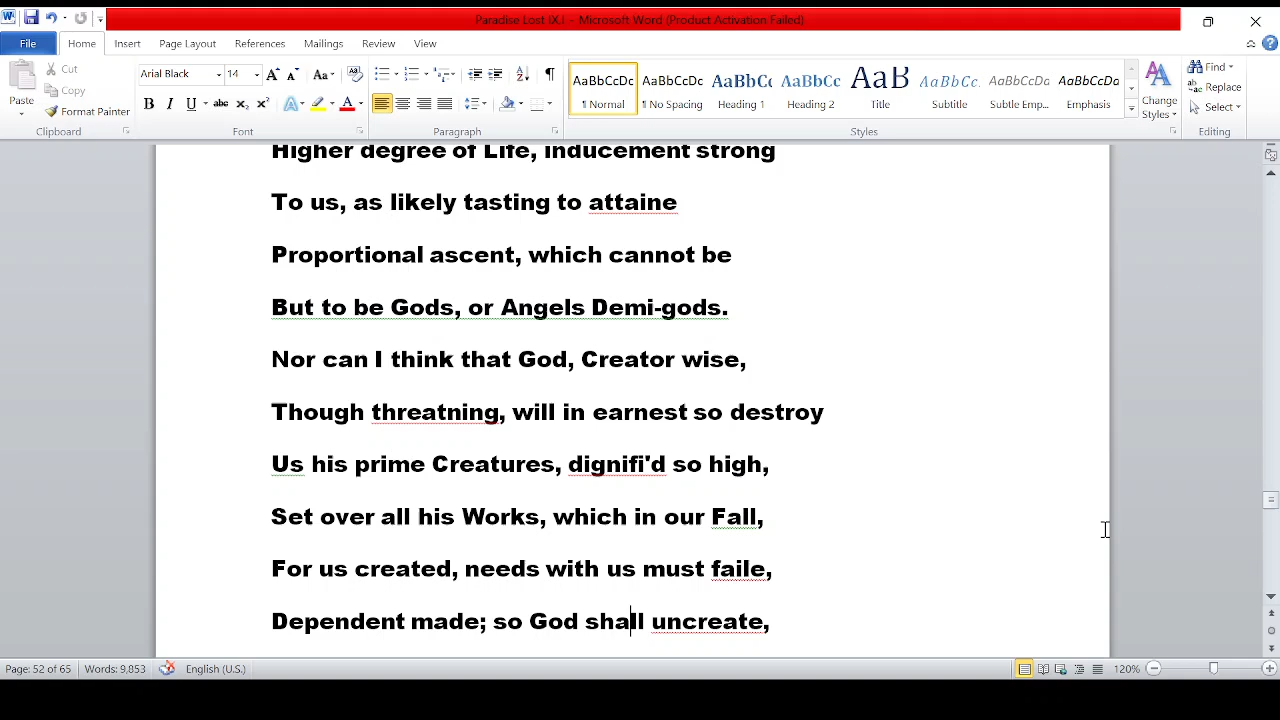 Paradise Lost IX.I - Microsoft Word (Product Activation Failed)
File Home Insert Page Layout References Mailings Review View
Paste Cut Copy Format Painter Clipboard
Arial Black 14 Font
Paragraph
AaBbCcDc ¶ Normal AaBbCcDc ¶ No Spacing AaBbCc Heading 1 AaBbCc Heading 2 AaB Title AaBbCc. Subtitle AaBbCcDc Subtle Empha... AaBbCcDc Emphasis Change Styles Styles
Find Replace Select Editing
Higher degree of Life, inducement strong
To us, as likely tasting to attaine
Proportional ascent, which cannot be
But to be Gods, or Angels Demi-gods.
Nor can I think that God, Creator wise,
Though threatning, will in earnest so destroy
Us his prime Creatures, dignifi'd so high,
Set over all his Works, which in our Fall,
For us created, needs with us must faile,
Dependent made; so God shall uncreate,
Page: 52 of 65 Words: 9,853 English (U.S.) 120%